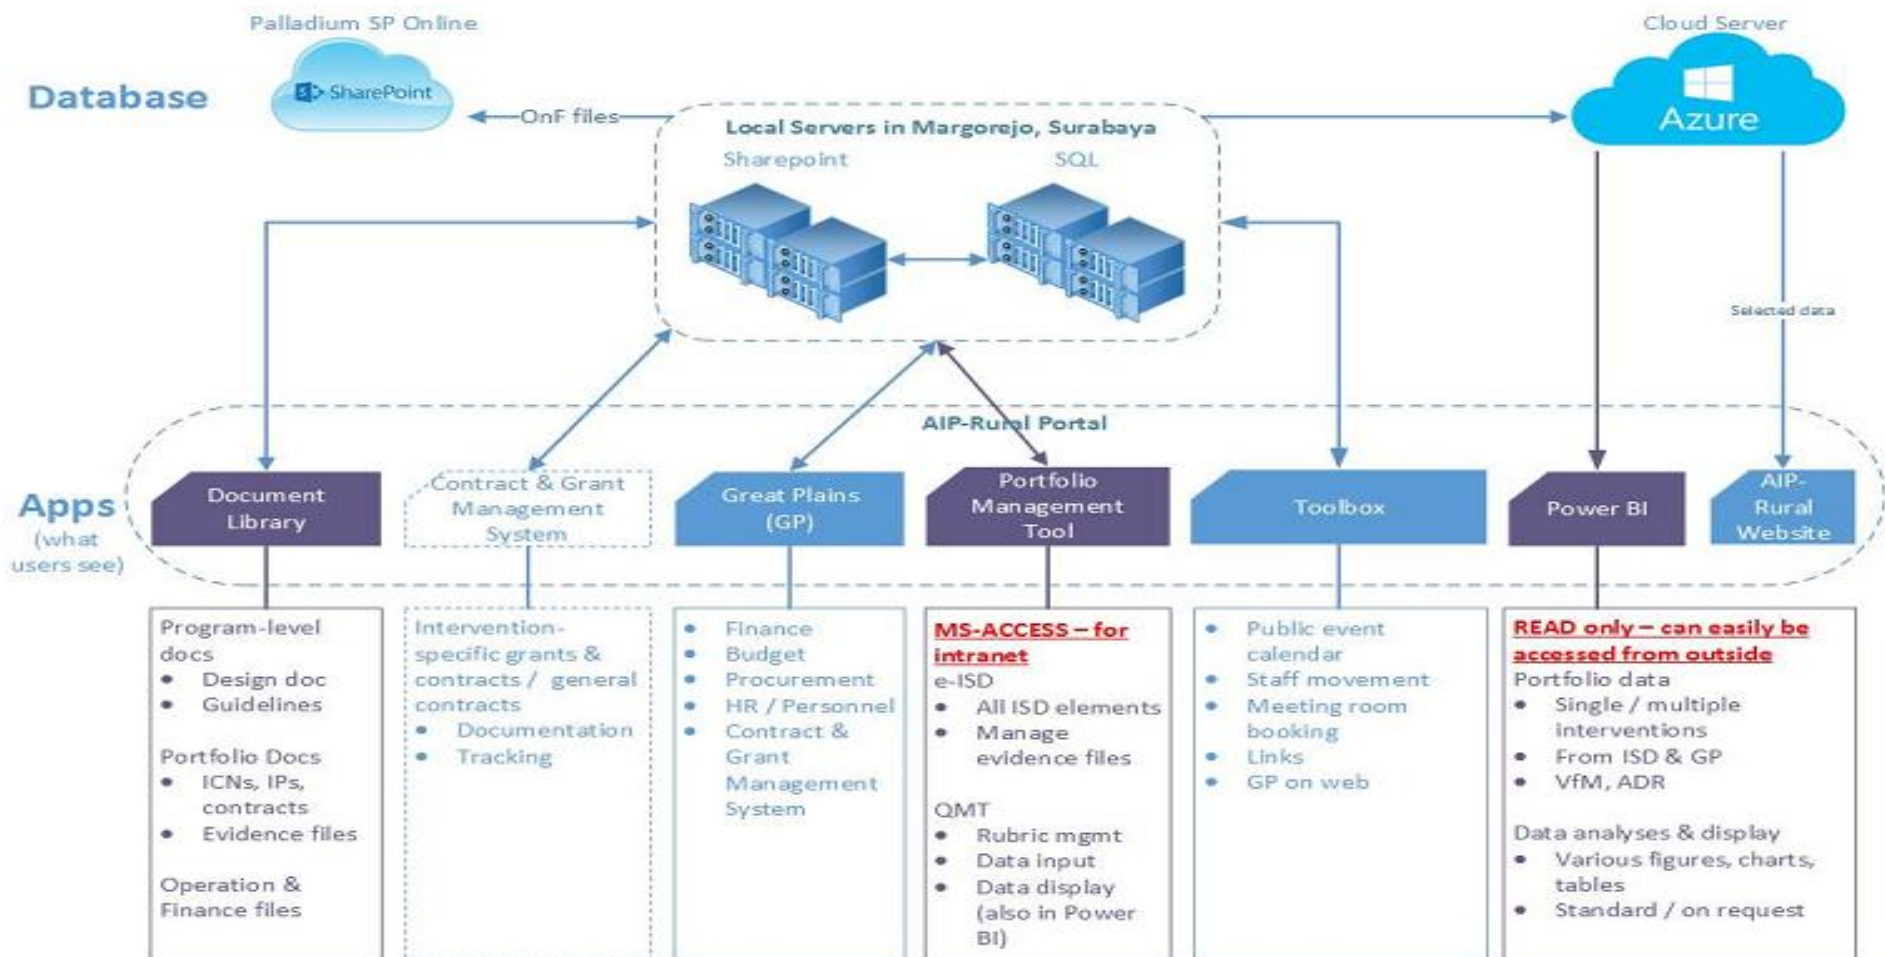 Palladium SP Online
Cloud Server
Database
SharePoint
OnF files
Local Servers in Margorejo, Surabaya
Sharepoint
SQL
Azure
Selected data
AIP-Rural Portal
Apps
(what
users see)
Document
Library
Contract & Grant
Management
System
Great Plains
(GP)
Portfolio
Management
Tool
Toolbox
Power BI
AIP-
Rural
Website
Program-level
docs
• Design doc
• Guidelines
Portfolio Docs
• ICNs, IPs,
contracts
• Evidence files
Operation &
Finance files
Intervention-
specific grants &
contracts / general
contracts
• Documentation
• Tracking
• Finance
• Budget
• Procurement
• HR / Personnel
• Contract &
Grant
Management
System
MS-ACCESS – for
intranet
e-ISD
• All ISD elements
• Manage
evidence files
QMT
• Rubric mgmt
• Data input
• Data display
(also in Power
BI)
• Public event
calendar
• Staff movement
• Meeting room
booking
• Links
• GP on web
READ only – can easily be
accessed from outside
Portfolio data
• Single / multiple
interventions
• From ISD & GP
• VfM, ADR
Data analyses & display
• Various figures, charts,
tables
• Standard / on request